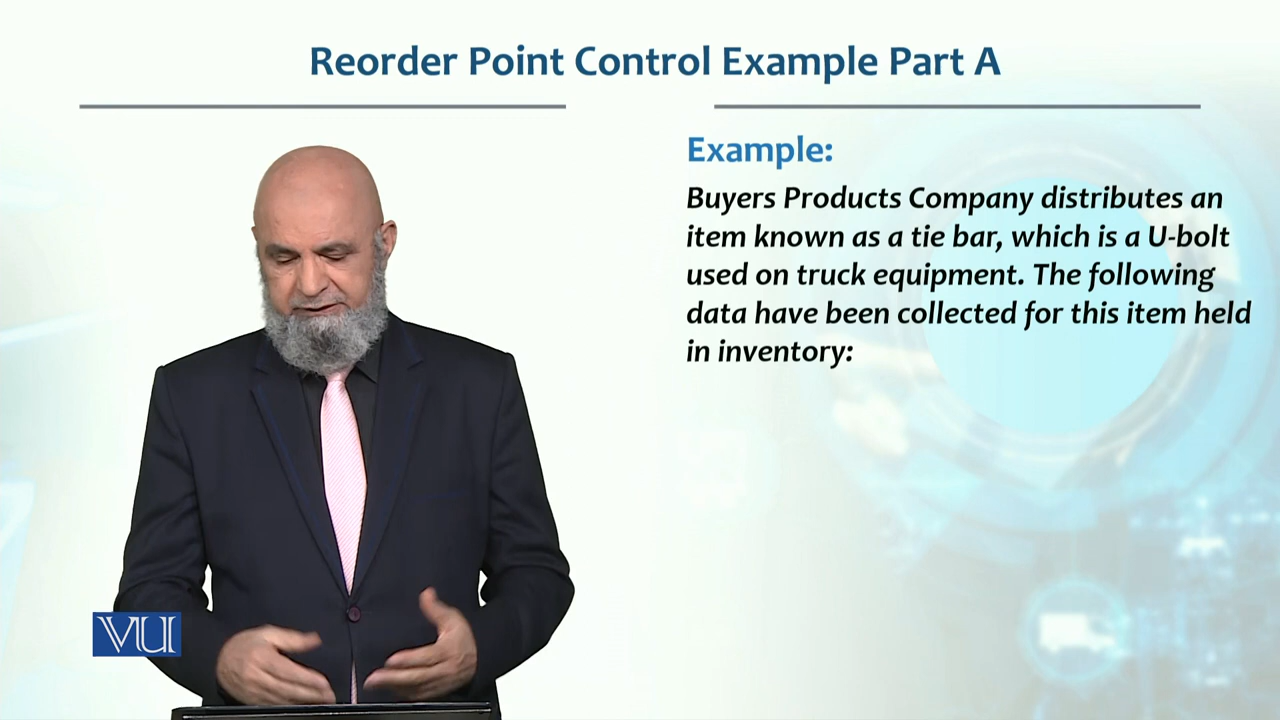 Reorder Point Control Example Part A
Example:
Buyers Products Company distributes an
item known as a tie bar, which is a U-bolt
used on truck equipment. The following
data have been collected for this item held
in inventory:
VU